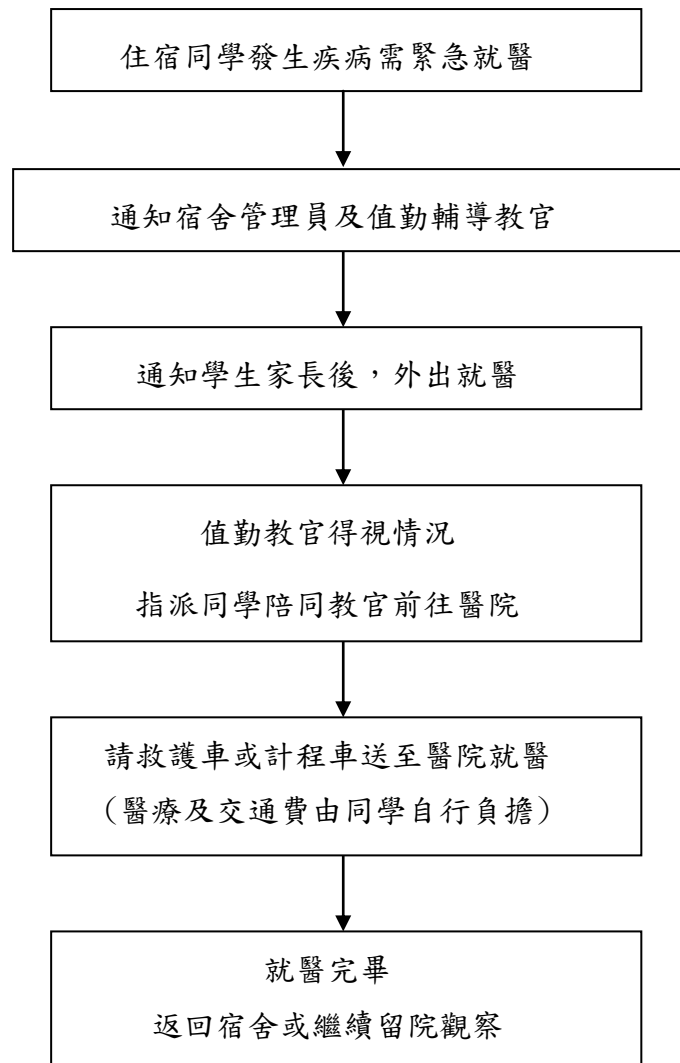 住宿同學發生疾病需緊急就醫
通知宿舍管理員及值勤輔導教官
通知學生家長後，外出就醫
值勤教官得視情況
指派同學陪同教官前往醫院
請救護車或計程車送至醫院就醫
（醫療及交通費由同學自行負擔）
就醫完畢
返回宿舍或繼續留院觀察